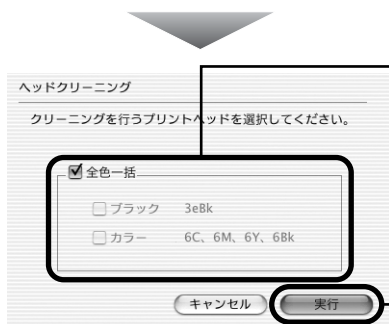 ヘッドクリーニング
クリーニングを行うプリントヘッドを選択してください。
全色一括
ブラック 3eBk
カラー 6C、6M、6Y、6Bk
キャンセル 実行